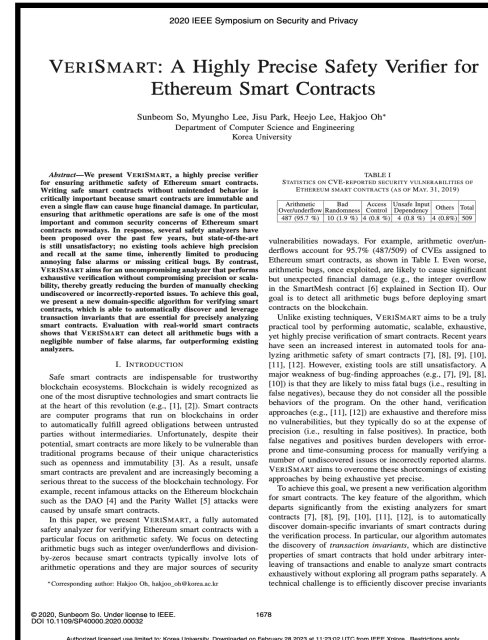 2020 IEEE Symposium on Security and Privacy
VERISMART: A Highly Precise Safety Verifier for
Ethereum Smart Contracts
Sunbeom So, Myungho Lee, Jisu Park, Heejo Lee, Hakjoo Oh*
Department of Computer Science and Engineering
Korea University
Abstract—We present VERISMART, a highly precise verifier
for ensuring arithmetic safety of Ethereum smart contracts.
Writing safe smart contracts without unintended behavior is
critically important because smart contracts are immutable and
even a single flaw can cause huge financial damage. In particular,
ensuring that arithmetic operations are safe is one of the most
important and common security concerns of Ethereum smart
contracts nowadays. In response, several safety analyzers have
been proposed over the past few years, but state-of-the-art
is still unsatisfactory; no existing tools achieve high precision
and recall at the same time, inherently limited to producing
annoying false alarms or missing critical bugs. By contrast,
VERISMART aims for an uncompromising analyzer that performs
exhaustive verification without compromising precision or scala-
bility, thereby greatly reducing the burden of manually checking
undiscovered or incorrectly-reported issues. To achieve this goal,
we present a new domain-specific algorithm for verifying smart
contracts, which is able to automatically discover and leverage
transaction invariants that are essential for precisely analyzing
smart contracts. Evaluation with real-world smart contracts
shows that VERISMART can detect all arithmetic bugs with a
negligible number of false alarms, far outperforming existing
analyzers.
I. INTRODUCTION
Safe smart contracts are indispensable for trustworthy
blockchain ecosystems. Blockchain is widely recognized as
one of the most disruptive technologies and smart contracts lie
at the heart of this revolution (e.g., [1], [2]). Smart contracts
are computer programs that run on blockchains in order
to automatically fulfill agreed obligations between untrusted
parties without intermediaries. Unfortunately, despite their
potential, smart contracts are more likely to be vulnerable than
traditional programs because of their unique characteristics
such as openness and immutability [3]. As a result, unsafe
smart contracts are prevalent and are increasingly becoming a
serious threat to the success of the blockchain technology. For
example, recent infamous attacks on the Ethereum blockchain
such as the DAO [4] and the Parity Wallet [5] attacks were
caused by unsafe smart contracts.
In this paper, we present VERISMART, a fully automated
safety analyzer for verifying Ethereum smart contracts with a
particular focus on arithmetic safety. We focus on detecting
arithmetic bugs such as integer over/underflows and division-
by-zeros because smart contracts typically involve lots of
arithmetic operations and they are major sources of security
*Corresponding author: Hakjoo Oh, hakjoo_oh@korea.ac.kr
TABLE I
STATISTICS ON CVE-REPORTED SECURITY VULNERABILITIES OF
ETHEREUM SMART CONTRACTS (AS OF MAY. 31, 2019)
Arithmetic Bad Access Unsafe Input Others Total
Over/underflow Randomness Control Dependency
487 (95.7 %) 10 (1.9 %) 4 (0.8 %) 4 (0.8 %) 4 (0.8%) 509
vulnerabilities nowadays. For example, arithmetic over/un-
derflows account for 95.7% (487/509) of CVEs assigned to
Ethereum smart contracts, as shown in Table I. Even worse,
arithmetic bugs, once exploited, are likely to cause significant
but unexpected financial damage (e.g., the integer overflow
in the SmartMesh contract [6] explained in Section II). Our
goal is to detect all arithmetic bugs before deploying smart
contracts on the blockchain.
Unlike existing techniques, VERISMART aims to be a truly
practical tool by performing automatic, scalable, exhaustive,
yet highly precise verification of smart contracts. Recent years
have seen an increased interest in automated tools for ana-
lyzing arithmetic safety of smart contracts [7], [8], [9], [10],
[11], [12]. However, existing tools are still unsatisfactory. A
major weakness of bug-finding approaches (e.g., [7], [9], [8],
[10]) is that they are likely to miss fatal bugs (i.e., resulting in
false negatives), because they do not consider all the possible
behaviors of the program. On the other hand, verification
approaches (e.g., [11], [12]) are exhaustive and therefore miss
no vulnerabilities, but they typically do so at the expense of
precision (i.e., resulting in false positives). In practice, both
false negatives and positives burden developers with error-
prone and time-consuming process for manually verifying a
number of undiscovered issues or incorrectly reported alarms.
VERISMART aims to overcome these shortcomings of existing
approaches by being exhaustive yet precise.
To achieve this goal, we present a new verification algorithm
for smart contracts. The key feature of the algorithm, which
departs significantly from the existing analyzers for smart
contracts [7], [8], [9], [10], [11], [12], is to automatically
discover domain-specific invariants of smart contracts during
the verification process. In particular, our algorithm automates
the discovery of transaction invariants, which are distinctive
properties of smart contracts that hold under arbitrary inter-
leaving of transactions and enable to analyze smart contracts
exhaustively without exploring all program paths separately. A
technical challenge is to efficiently discover precise invariants
© 2020, Sunbeom So. Under license to IEEE.
DOI 10.1109/SP40000.2020.00032
1678
Authorized licensed use limited to: Korea University. Downloaded on February 28,2023 at 11:23:02 UTC from IEEE Xplore. Restrictions apply.